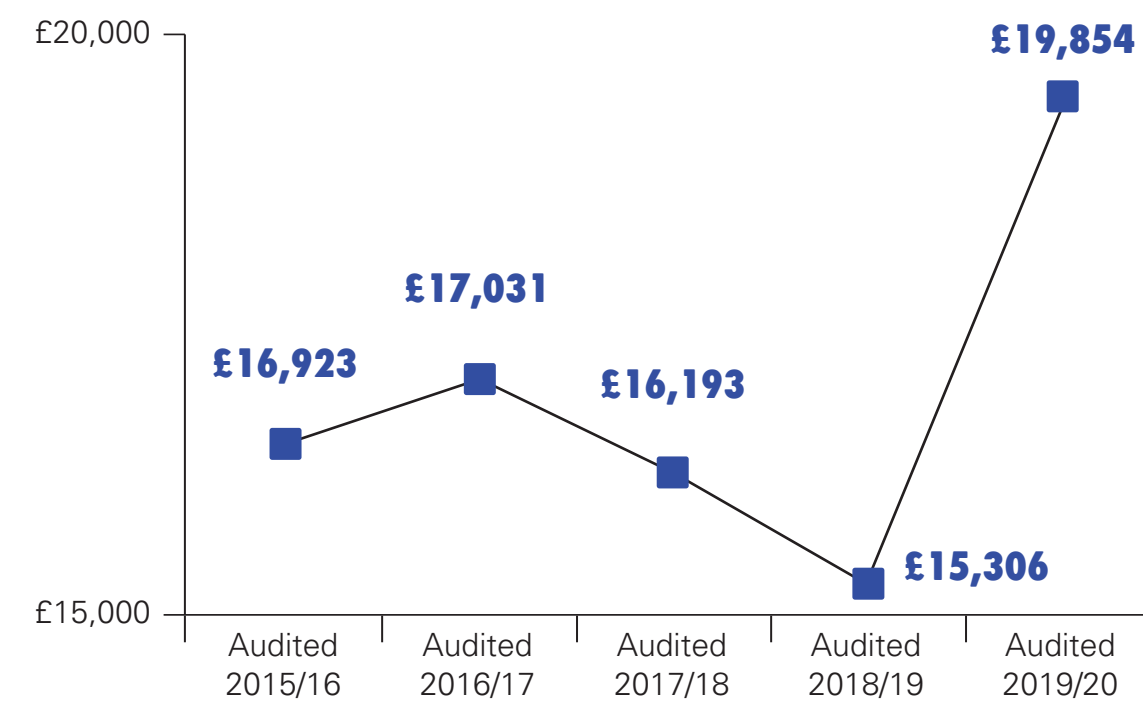 £20,000
£19,854
£17,031
£16,923
£16,193
£15,306
£15,000
Audited
2015/16
Audited
2016/17
Audited
2017/18
Audited
2018/19
Audited
2019/20